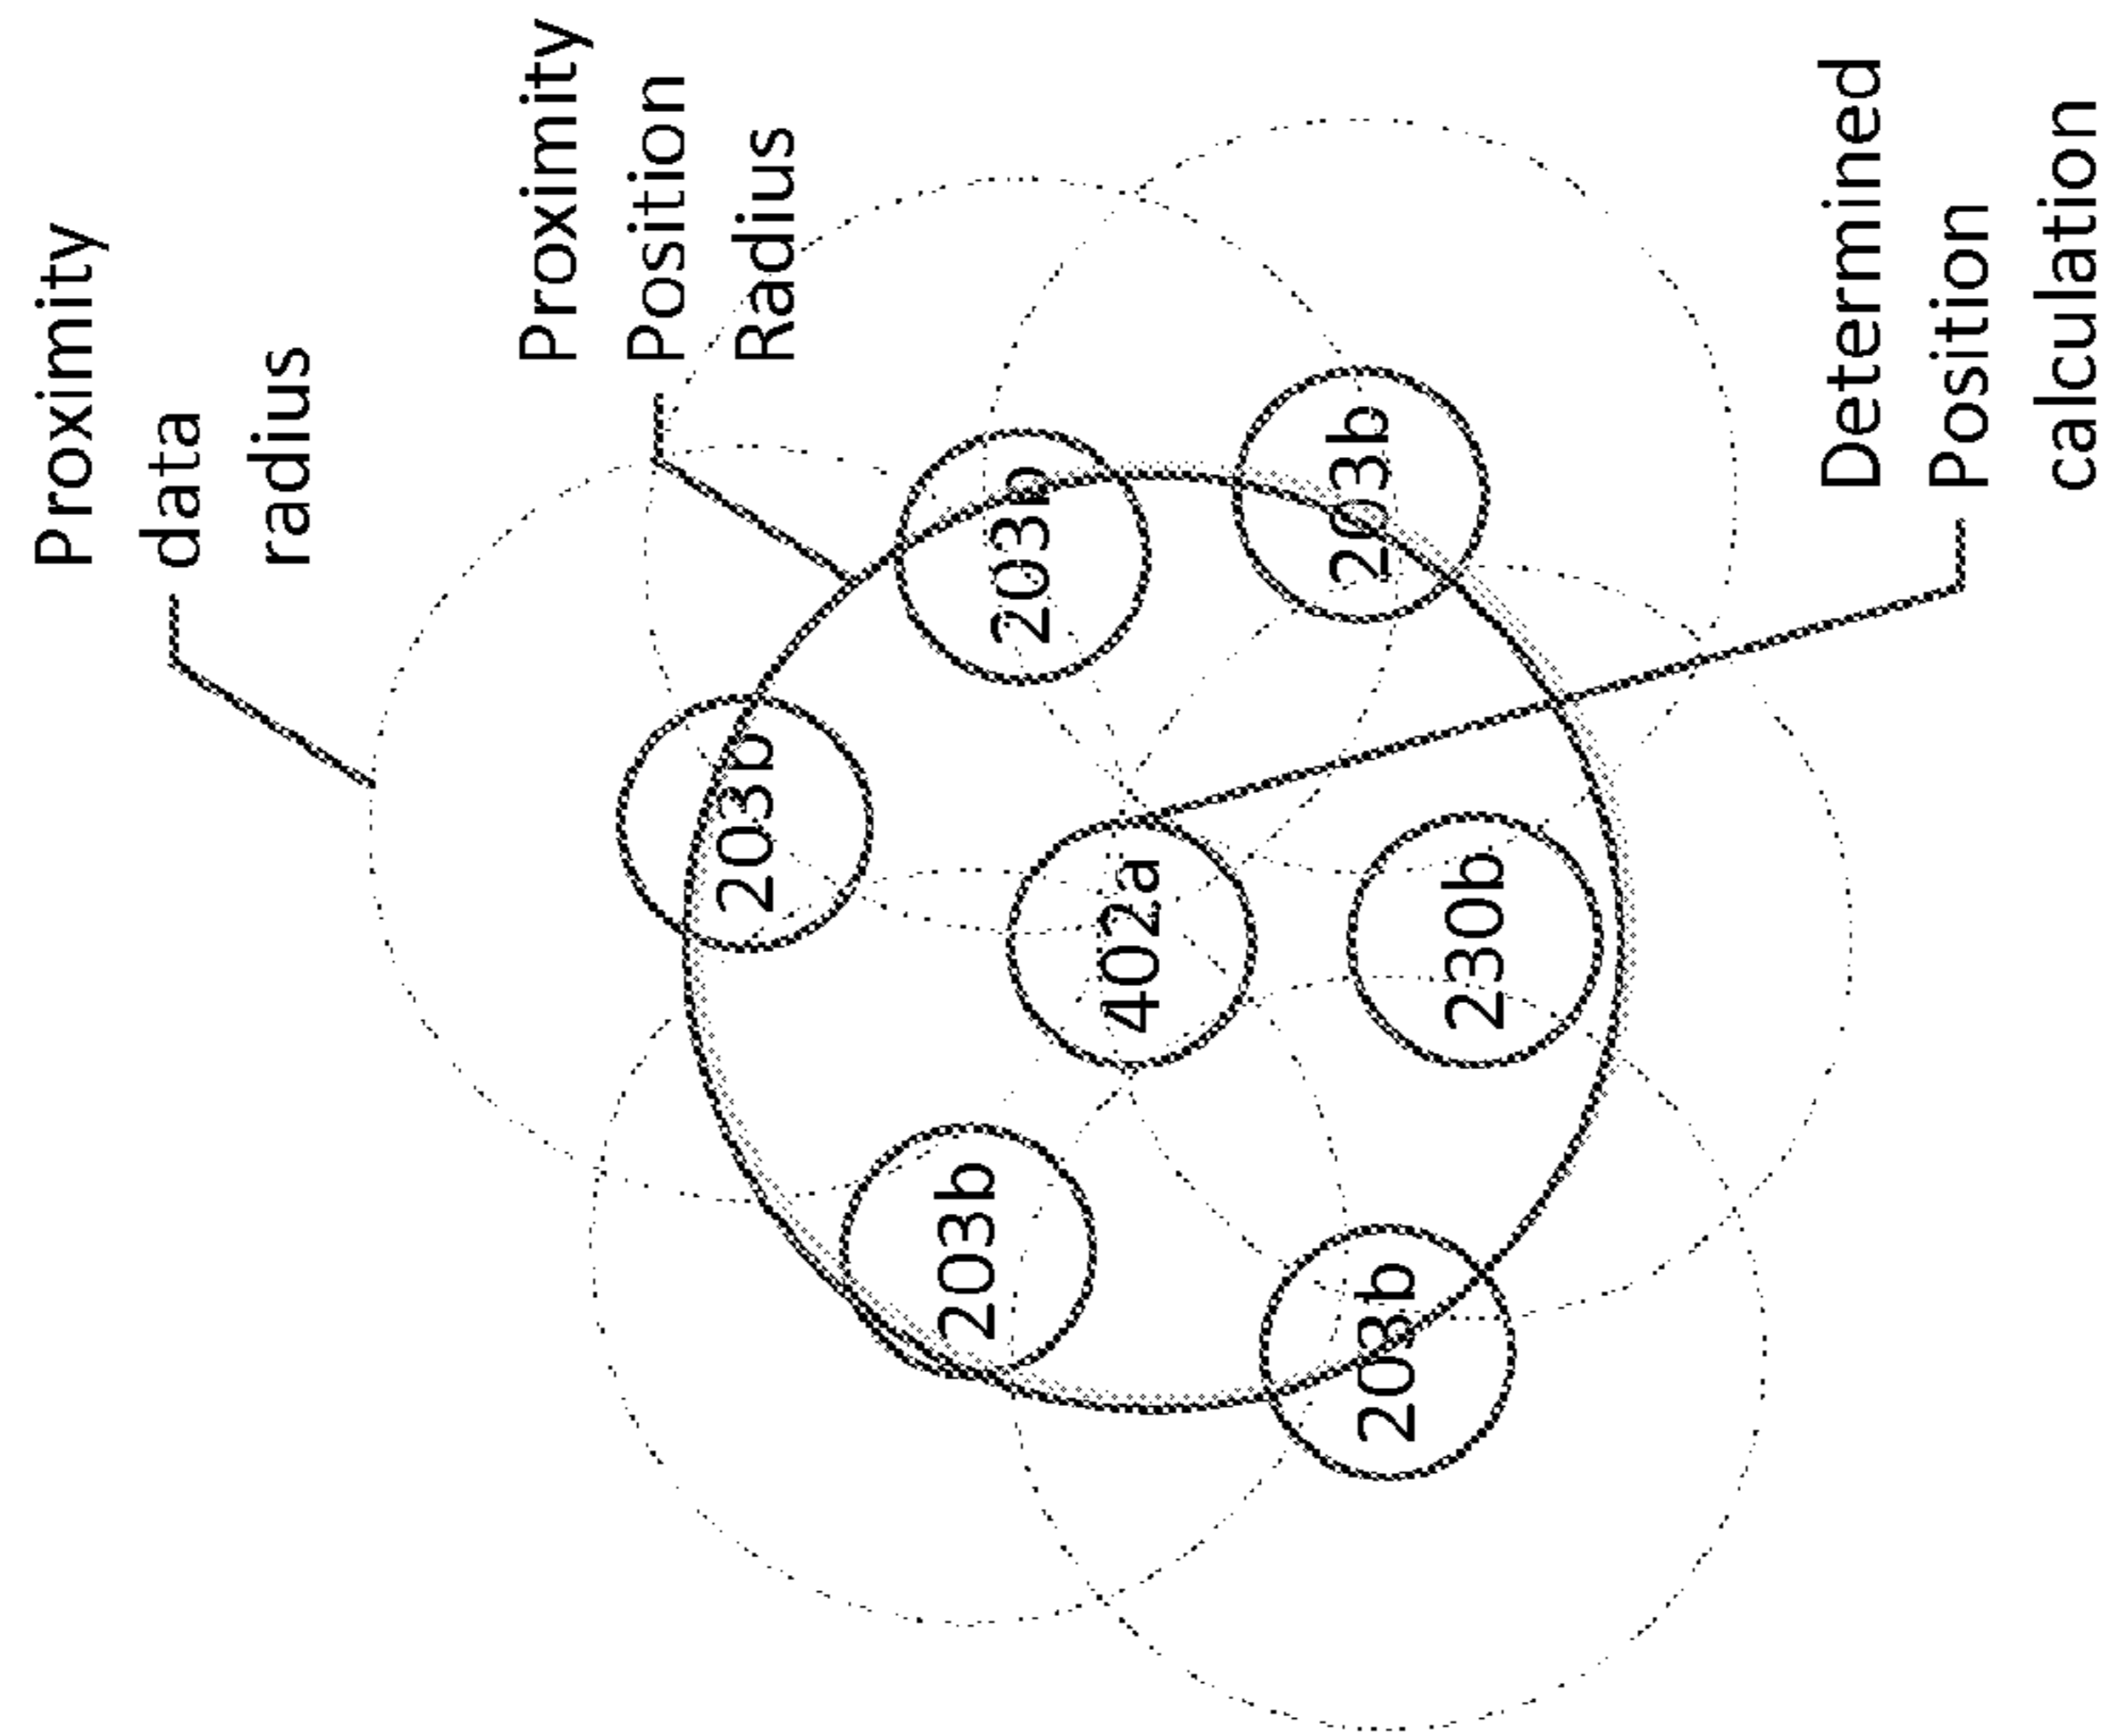 Proximity
data
radius
Proximity
Position
Radius
203b
203b
203b
203b
402a
230b
203b
Determined
Position
calculation